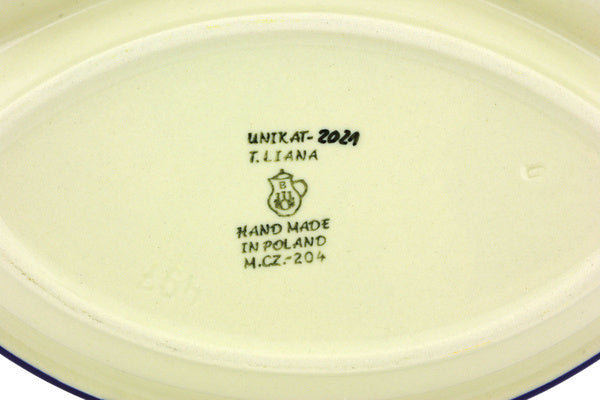 UNIKAT-2021
T.LIANA
B
HAND MADE
IN POLAND
M.CZ.-204